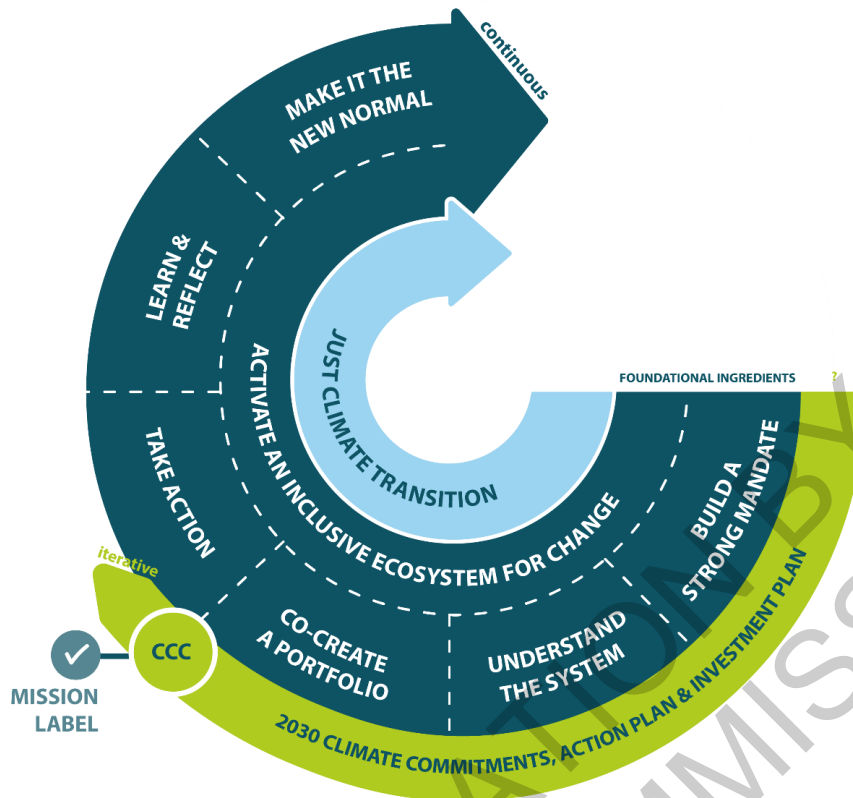 continuous
MAKE IT THE
NEW NORMAL
LEARN &
REFLECT
TAKE ACTION
CO-CREATE
A PORTFOLIO
UNDERSTAND
THE SYSTEM
BUILD A
STRONG MANDATE
ACTIVATE AN INCLUSIVE ECOSYSTEM FOR CHANGE
JUST CLIMATE TRANSITION
FOUNDATIONAL INGREDIENTS
?
2030 CLIMATE COMMITMENTS, ACTION PLAN & INVESTMENT PLAN
iterative
CCC
MISSION
LABEL